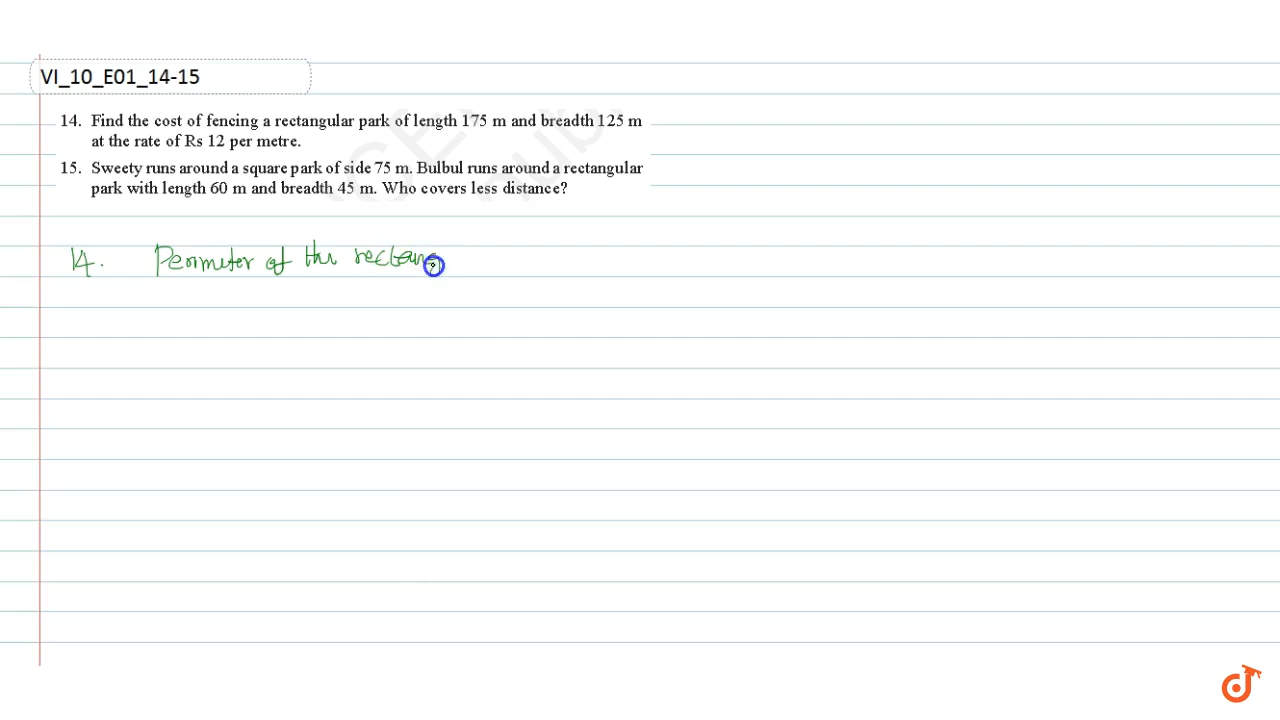 VI_10_E01_14-15
14. Find the cost of fencing a rectangular park of length 175 m and breadth 125 m
at the rate of Rs 12 per metre.
15. Sweety runs around a square park of side 75 m. Bulbul runs around a rectangular
park with length 60 m and breadth 45 m. Who covers less distance?
14. Perimeter of the rectang